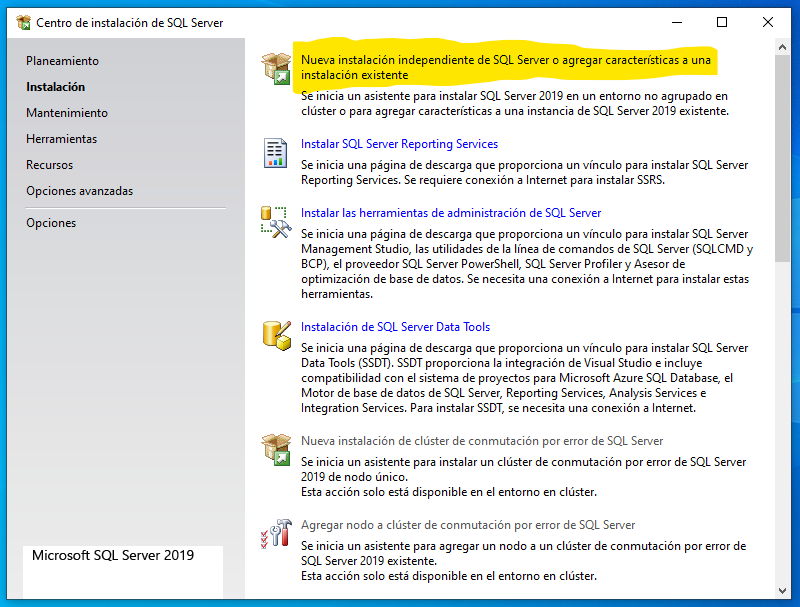 Centro de instalación de SQL Server
Planeamiento
Instalación
Mantenimiento
Herramientas
Recursos
Opciones avanzadas
Opciones
Microsoft SQL Server 2019
Nueva instalación independiente de SQL Server o agregar características a una
instalación existente
Se inicia un asistente para instalar SQL Server 2019 en un entorno no agrupado en
clúster o para agregar características a una instancia de SQL Server 2019 existente.
Instalar SQL Server Reporting Services
Se inicia una página de descarga que proporciona un vínculo para instalar SQL Server
Reporting Services. Se requiere conexión a Internet para instalar SSRS.
Instalar las herramientas de administración de SQL Server
Se inicia una página de descarga que proporciona un vínculo para instalar SQL Server
Management Studio, las utilidades de la línea de comandos de SQL Server (SQLCMD y
BCP), el proveedor SQL Server PowerShell, SQL Server Profiler y Asesor de
optimización de base de datos. Se necesita una conexión a Internet para instalar estas
herramientas.
Instalación de SQL Server Data Tools
Se inicia una página de descarga que proporciona un vínculo para instalar SQL Server
Data Tools (SSDT). SSDT proporciona la integración de Visual Studio e incluye
compatibilidad con el sistema de proyectos para Microsoft Azure SQL Database, el
Motor de base de datos de SQL Server, Reporting Services, Analysis Services e
Integration Services. Para instalar SSDT, se necesita una conexión a Internet.
Nueva instalación de clúster de conmutación por error de SQL Server
Se inicia un asistente para instalar un clúster de conmutación por error de SQL Server
2019 de nodo único.
Esta acción solo está disponible en el entorno en clúster.
Agregar nodo a clúster de conmutación por error de SQL Server
Se inicia un asistente para agregar un nodo a un clúster de conmutación por error de
SQL Server 2019 existente.
Esta acción solo está disponible en el entorno en clúster.